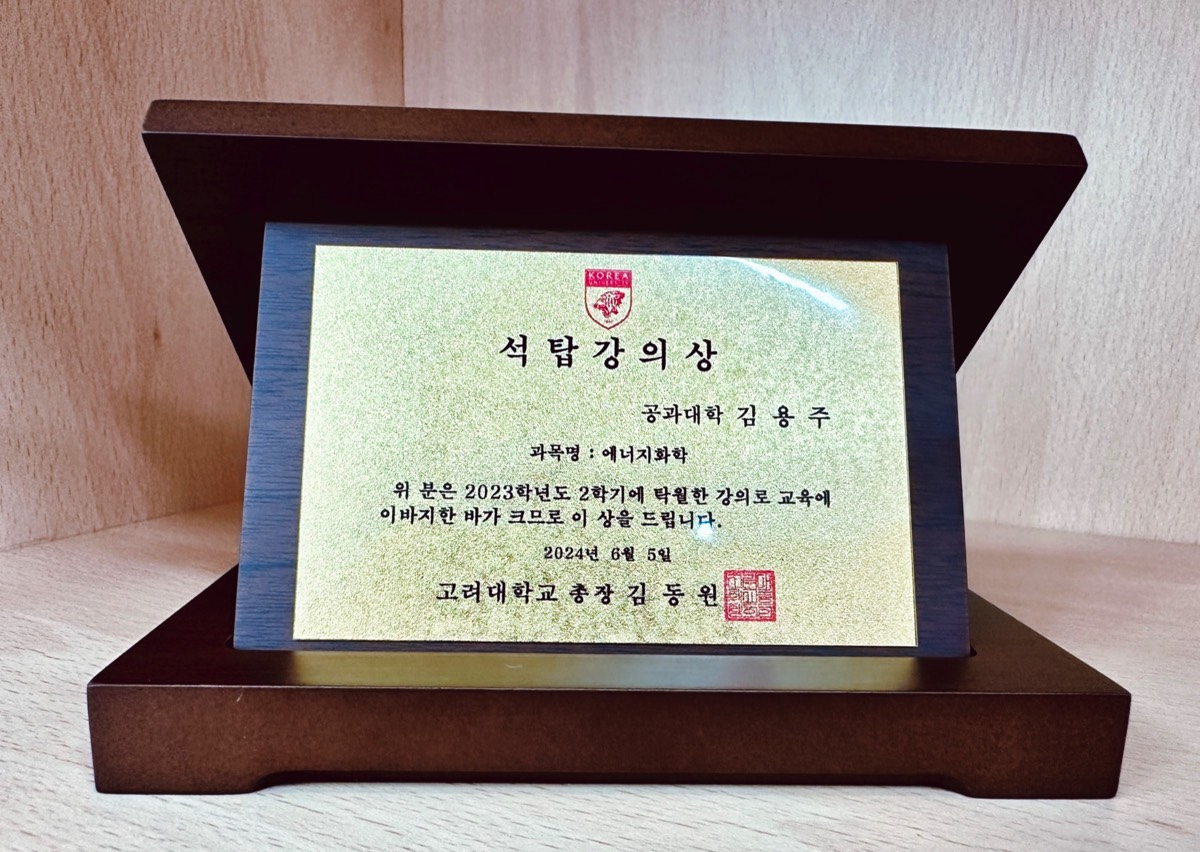 KOREA
UNIVERSITY
석탑강의상
공과대학 김용주
과목명 : 에너지화학
위 분은 2023학년도 2학기에 탁월한 강의로 교육에
이바지한 바가 크므로 이 상을 드립니다.
2024년 6월 5일
고려대학교 총장 김동원